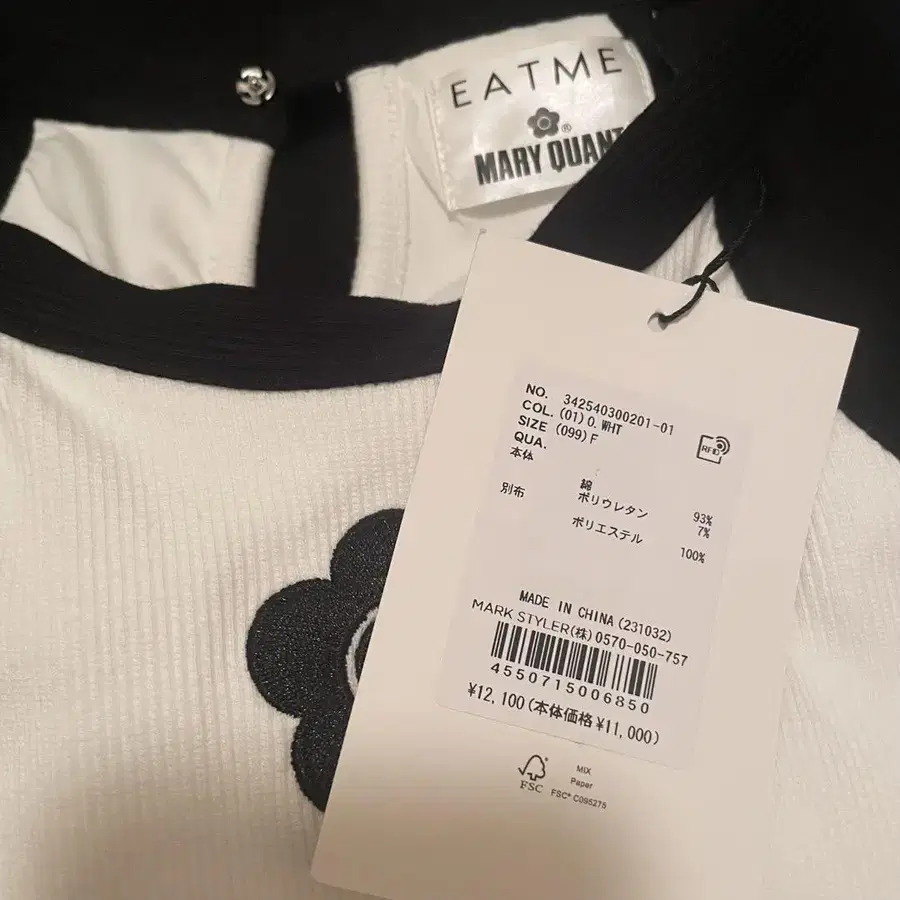 EATME
®
MARY QUANT
NO. 342540300201-01
COL. (01) O. WHT
SIZE (099) F
QUA.
RFID
本体
綿 93%
ポリウレタン 7%
別布
ポリエステル 100%
MADE IN CHINA (231032)
MARK STYLER(株) 0570-050-757
4550715006850
¥12,100(本体価格¥11,000)
FSC
MIX
Paper
FSC® C095275